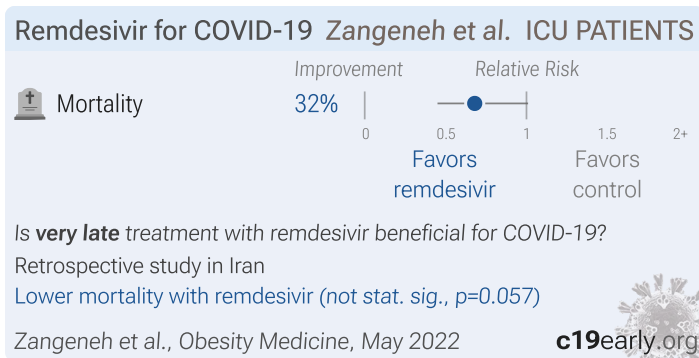 Remdesivir for COVID-19 Zangeneh et al. ICU PATIENTS
Improvement Relative Risk
Mortality 32%
0 0.5 1 1.5 2+
Favors remdesivir
Favors control
Is very late treatment with remdesivir beneficial for COVID-19?
Retrospective study in Iran
Lower mortality with remdesivir (not stat. sig., p=0.057)
Zangeneh et al., Obesity Medicine, May 2022 c19early.org